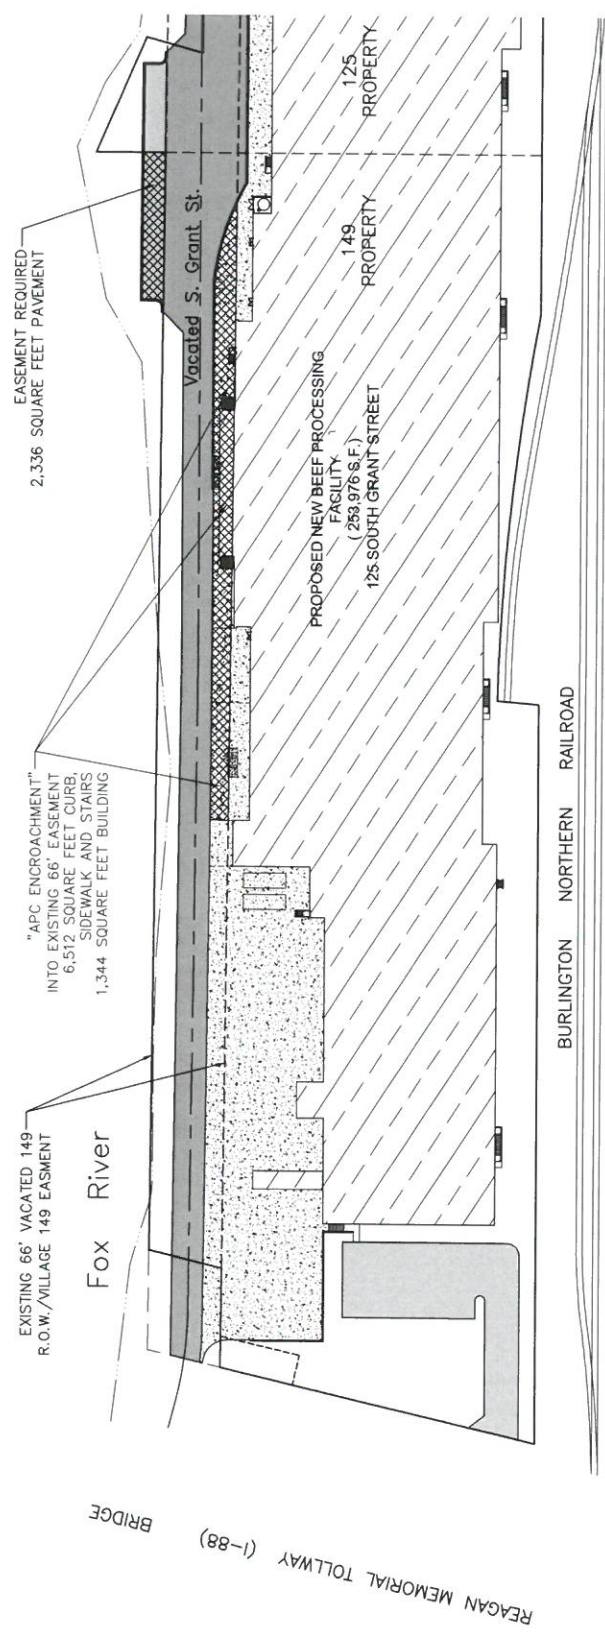 EXISTING 66' VACATED 149
R.O.W./VILLAGE 149 EASMENT
"APC ENCROACHMENT"
INTO EXISTING 66' EASEMENT
6,512 SQUARE FEET CURB,
SIDEWALK AND STAIRS
1,344 SQUARE FEET BUILDING
EASEMENT REQUIRED
2,336 SQUARE FEET PAVEMENT
Fox River
Vacated S. Grant St.
149
PROPERTY
125
PROPERTY
PROPOSED NEW BEEF PROCESSING
FACILITY
( 253,976 S.F.)
125 SOUTH GRANT STREET
BURLINGTON NORTHERN RAILROAD
REAGAN MEMORIAL TOLLWAY (I-88) BRIDGE